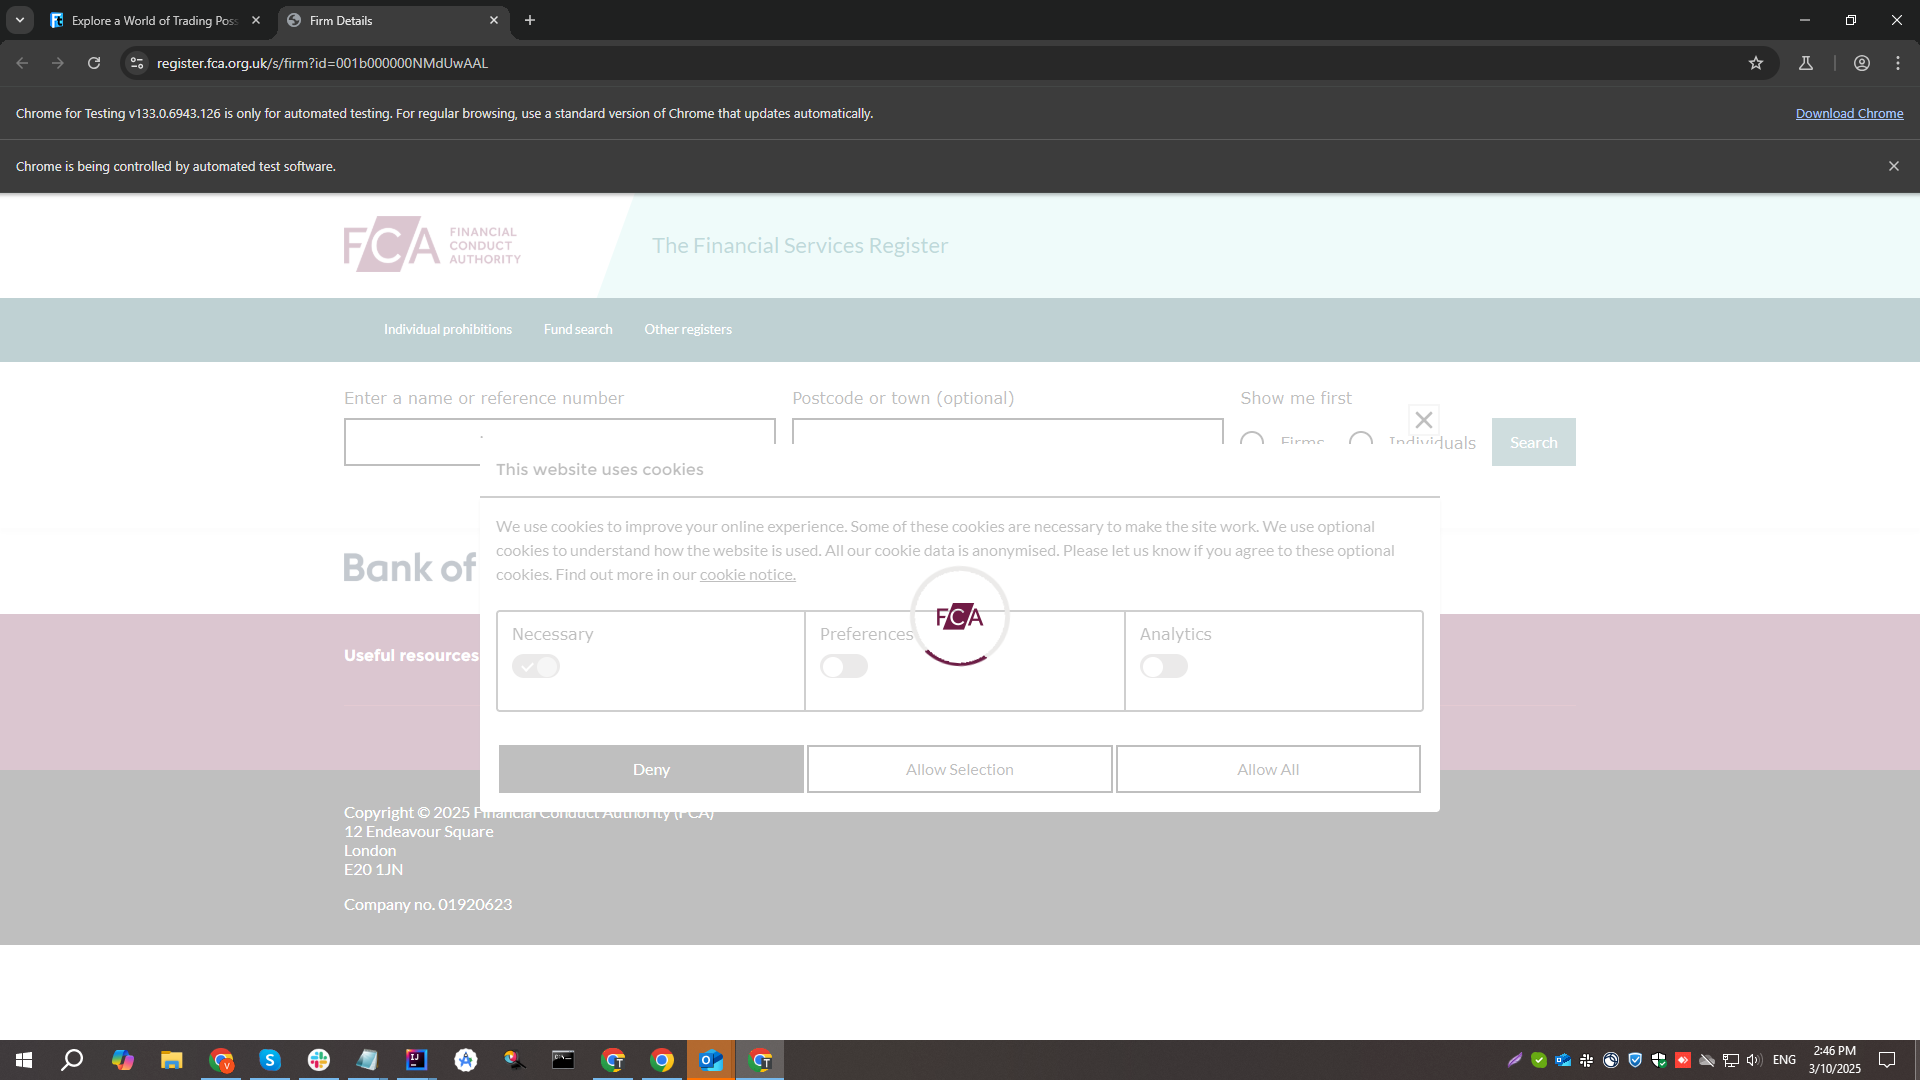 Explore a World of Trading Poss
Firm Details
register.fca.org.uk/s/firm?id=001b000000NMdUwAAL
Chrome for Testing v133.0.6943.126 is only for automated testing. For regular browsing, use a standard version of Chrome that updates automatically.
Download Chrome
Chrome is being controlled by automated test software.
FCA FINANCIAL
CONDUCT
AUTHORITY
The Financial Services Register
Individual prohibitions
Fund search
Other registers
Enter a name or reference number
Postcode or town (optional)
Show me first
Firms
Individuals
Search
This website uses cookies
We use cookies to improve your online experience. Some of these cookies are necessary to make the site work. We use optional
cookies to understand how the website is used. All our cookie data is anonymised. Please let us know if you agree to these optional
cookies. Find out more in our cookie notice.
Bank of
FCA
Necessary
Preferences
Analytics
Useful resources
Deny
Allow Selection
Allow All
Copyright © 2025 Financial Conduct Authority (FCA)
12 Endeavour Square
London
E20 1JN
Company no. 01920623
ENG
2:46 PM
3/10/2025